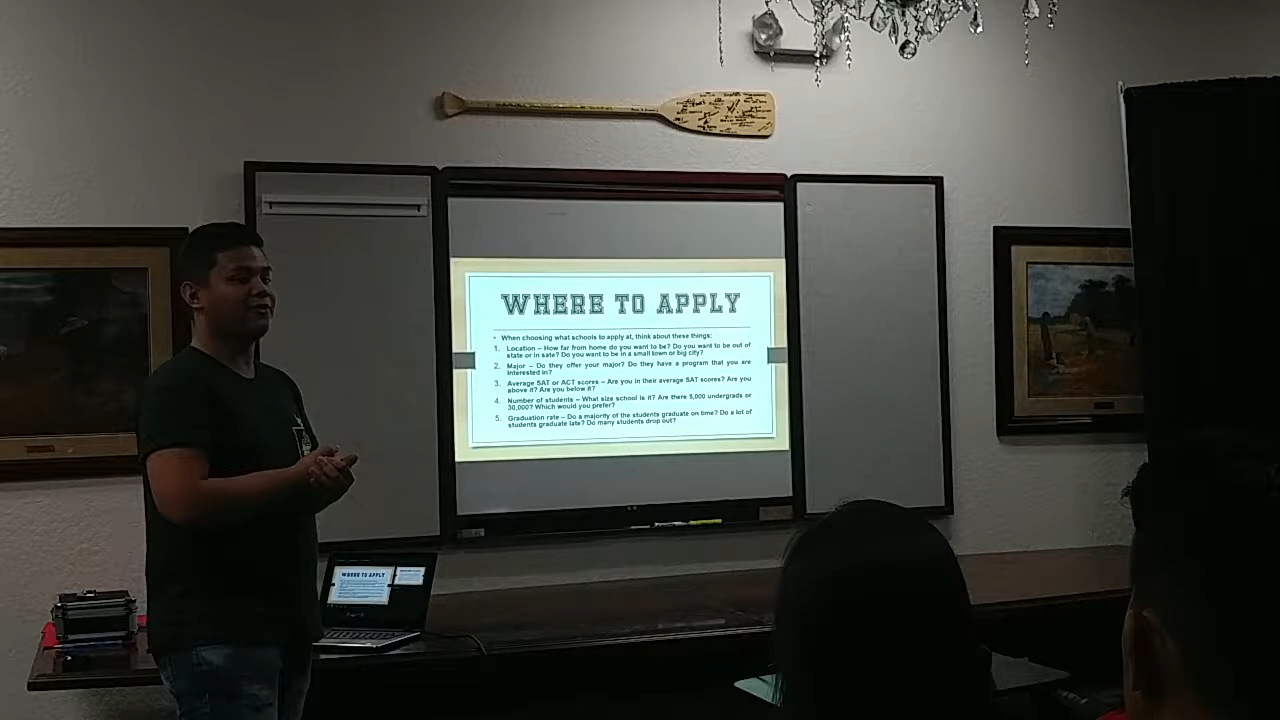 WHERE TO APPLY
• When choosing what schools to apply at, think about these things:
1. Location – How far from home do you want to be? Do you want to be out of
state or in sate? Do you want to be in a small town or big city?
2. Major – Do they offer your major? Do they have a program that you are
interested in?
3. Average SAT or ACT scores – Are you in their average SAT scores? Are you
above it? Are you below it?
4. Number of students – What size school is it? Are there 5,000 undergrads or
30,000? Which would you prefer?
5. Graduation rate – Do a majority of the students graduate on time? Do a lot of
students graduate late? Do many students drop out?
WHERE TO APPLY